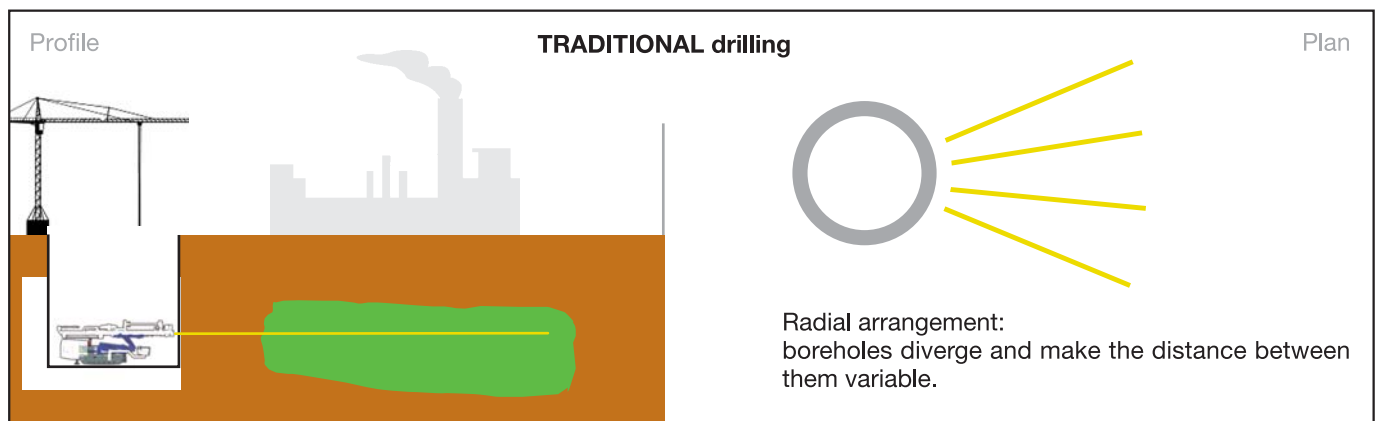 Profile
TRADITIONAL drilling
Plan
Radial arrangement:
boreholes diverge and make the distance between
them variable.